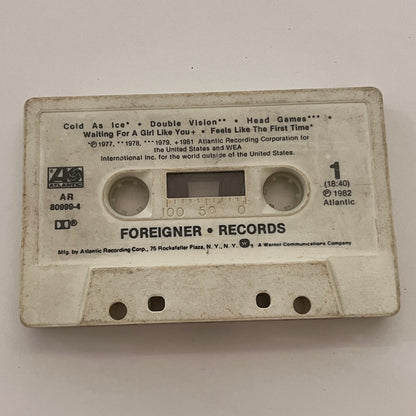 Cold As Ice* • Double Vision** • Head Games*** •
Waiting For A Girl Like You+ • Feels Like The First Time*
*℗1977, **1978, ***1979, +1981 Atlantic Recording Corporation for
the United States and WEA
International Inc. for the world outside of the United States.
ATLANTIC
AR
80999-4
1
(18:40)
℗ 1982
Atlantic
100 50 0
FOREIGNER • RECORDS
Mfg. by Atlantic Recording Corp., 75 Rockefeller Plaza, N.Y., N.Y. A Warner Communications Company